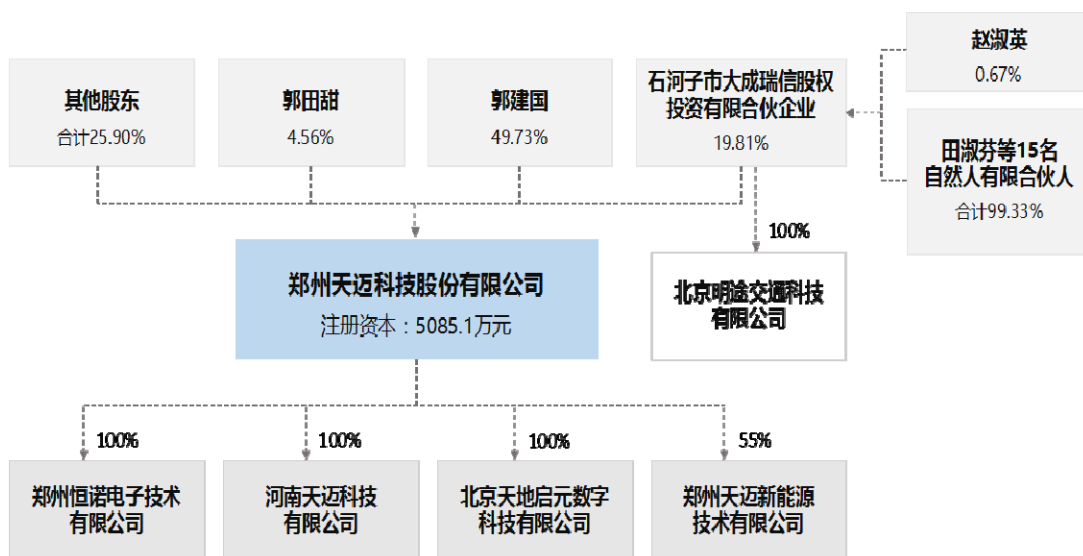 赵淑英
0.67%
其他股东
合计25.90%
郭田甜
4.56%
郭建国
49.73%
石河子市大成瑞信股权
投资有限合伙企业
19.81%
田淑芬等15名
自然人有限合伙人
合计99.33%
100%
郑州天迈科技股份有限公司
注册资本：5085.1万元
北京明途交通科技
有限公司
100%
100%
100%
55%
郑州恒诺电子技术
有限公司
河南天迈科技
有限公司
北京天地启元数字
科技有限公司
郑州天迈新能源
技术有限公司